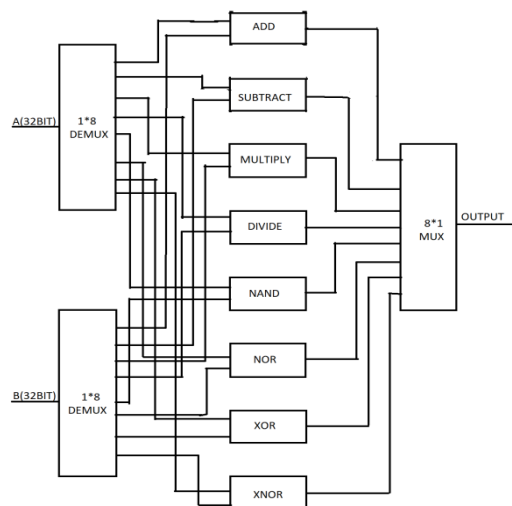 ADD
A(32BIT)
1*8
DEMUX
SUBTRACT
MULTIPLY
DIVIDE
8*1
MUX
OUTPUT
NAND
B(32BIT)
1*8
DEMUX
NOR
XOR
XNOR